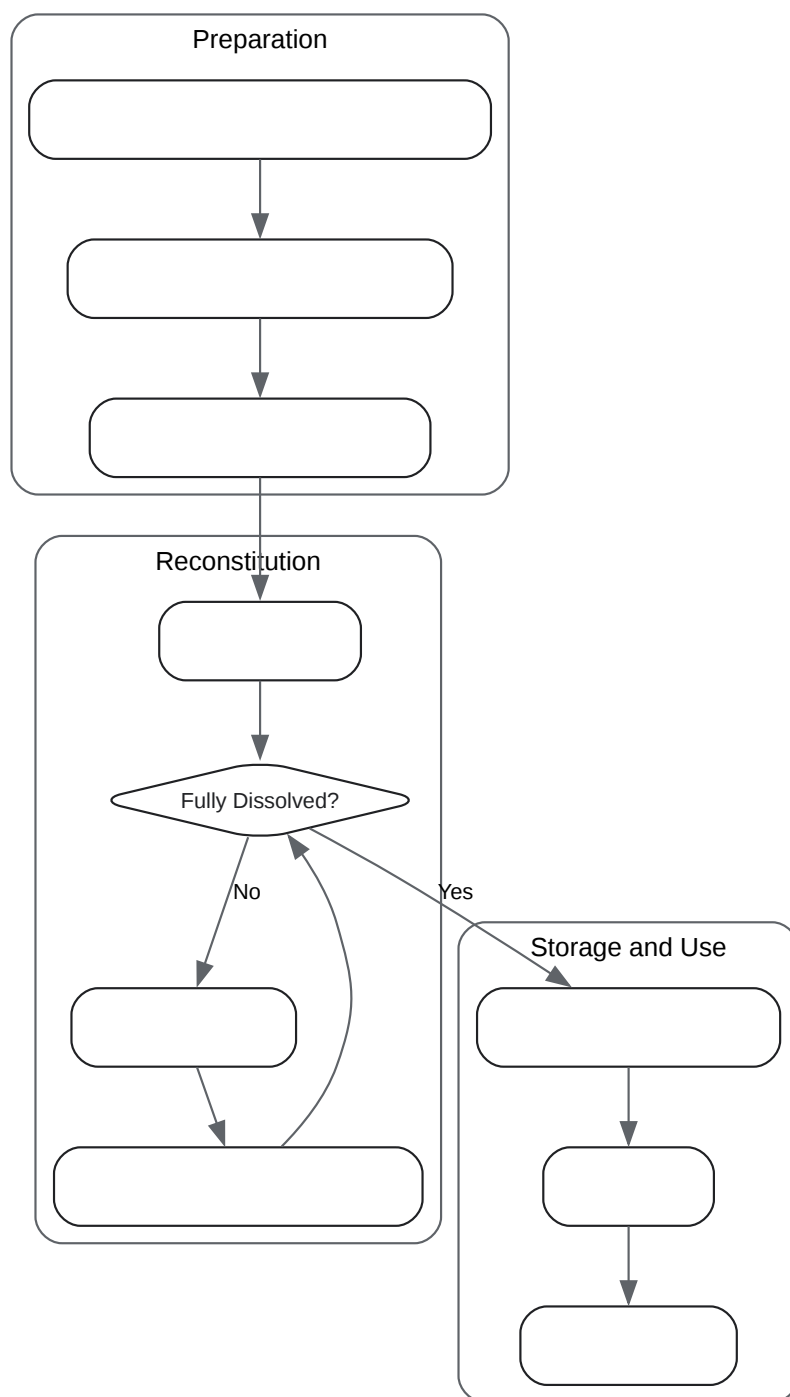 Preparation
Reconstitution
Fully Dissolved?
No
Yes
Storage and Use